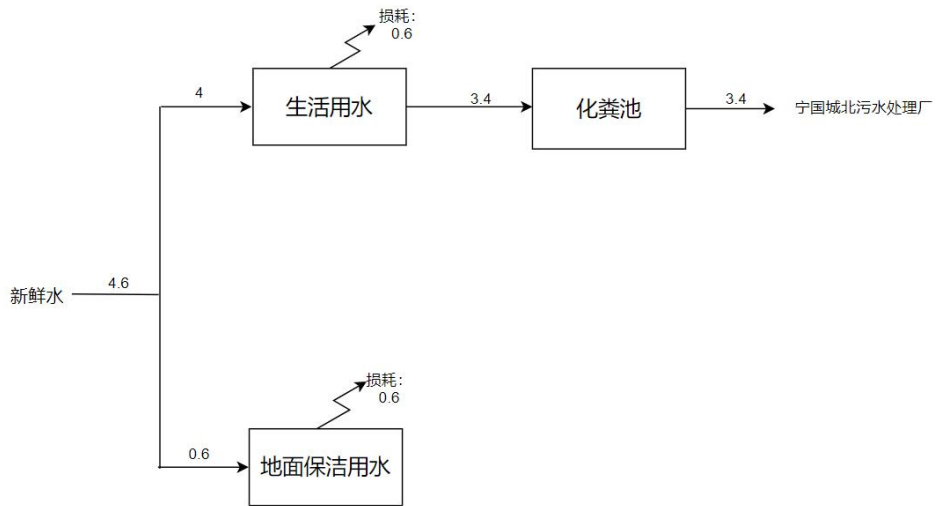 损耗：
0.6
4
生活用水
3.4
化粪池
3.4
宁国城北污水处理厂
新鲜水
4.6
损耗：
0.6
0.6
地面保洁用水